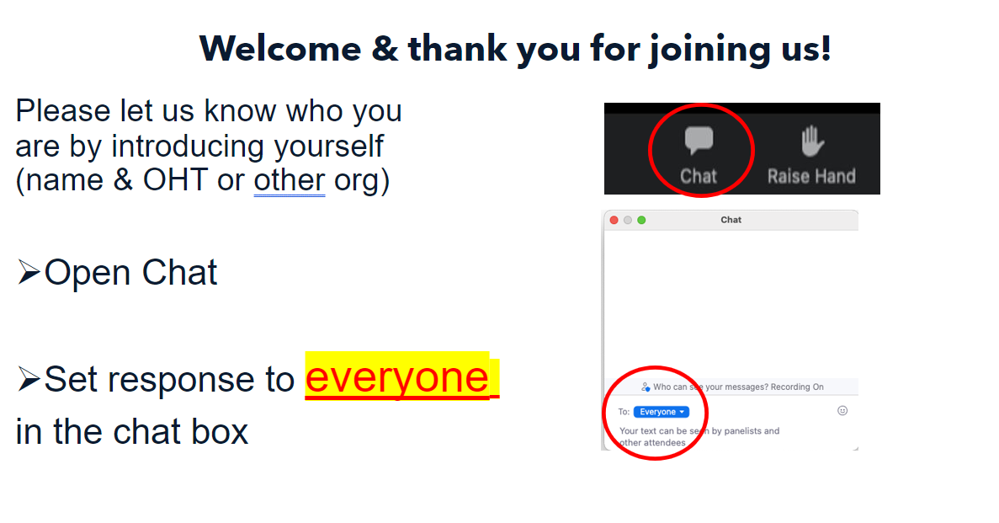 Welcome & thank you for joining us!
Please let us know who you
are by introducing yourself
(name & OHT or other org)
➢Open Chat
➢Set response to everyone
in the chat box
Chat
Raise Hand
Chat
Who can see your messages? Recording On
To: Everyone
Your text can be seen by panelists and
other attendees